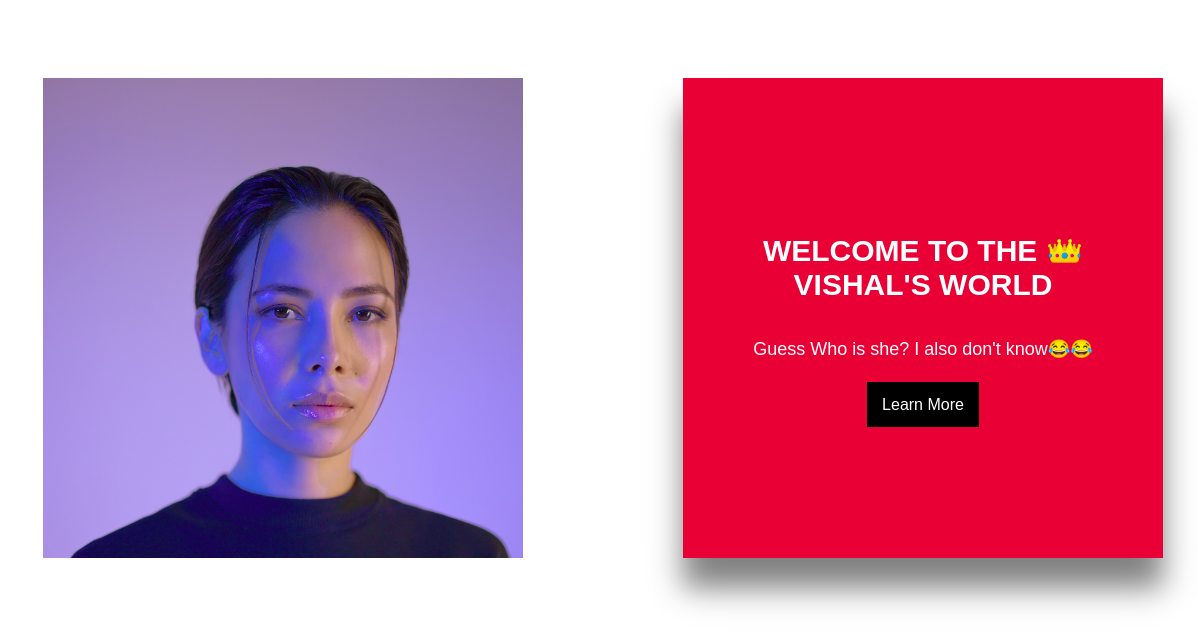 WELCOME TO THE 👑
VISHAL'S WORLD
Guess Who is she? I also don't know😂😂
Learn More